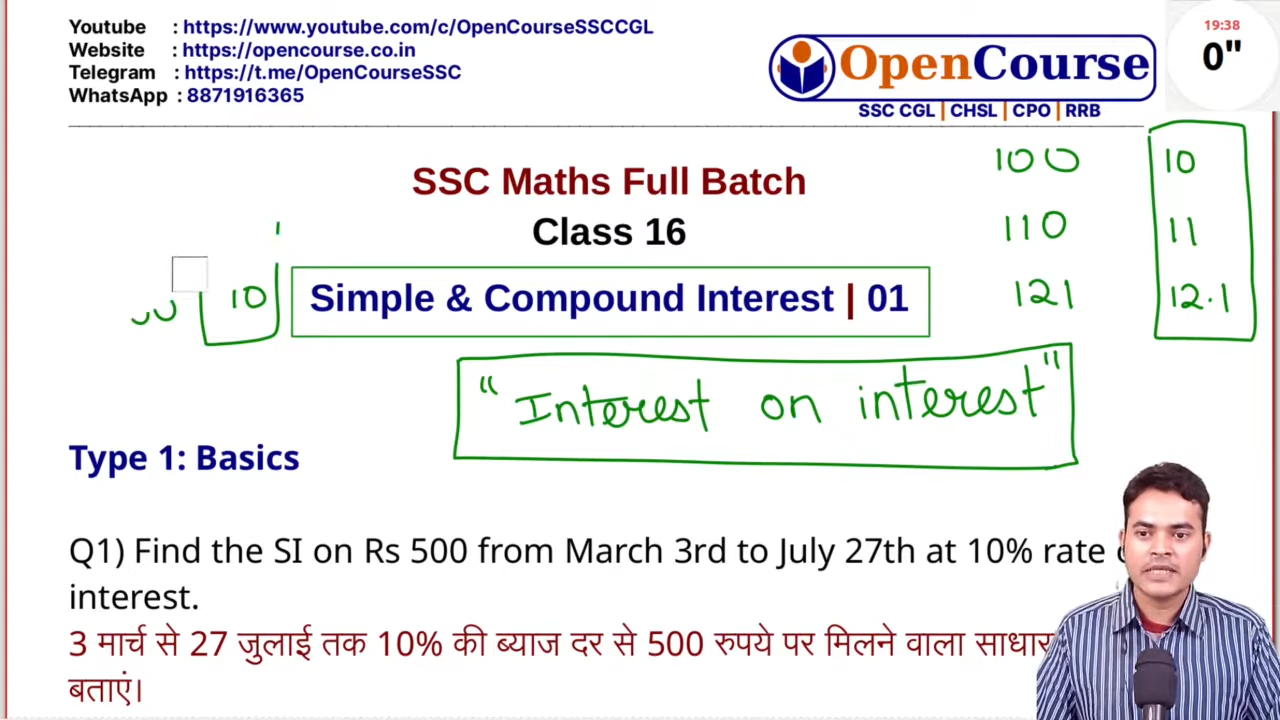 Youtube : https://www.youtube.com/c/OpenCourseSSCCGL
Website : https://opencourse.co.in
Telegram : https://t.me/OpenCourseSSC
WhatsApp : 8871916365
19:38
0"
OpenCourse
SSC CGL | CHSL | CPO | RRB
SSC Maths Full Batch
Class 16
Simple & Compound Interest | 01
100 10
110 11
121 12.1
10
"Interest on interest"
Type 1: Basics
Q1) Find the SI on Rs 500 from March 3rd to July 27th at 10% rate
interest.
3 मार्च से 27 जुलाई तक 10% की ब्याज दर से 500 रुपये पर मिलने वाला
बताएं।